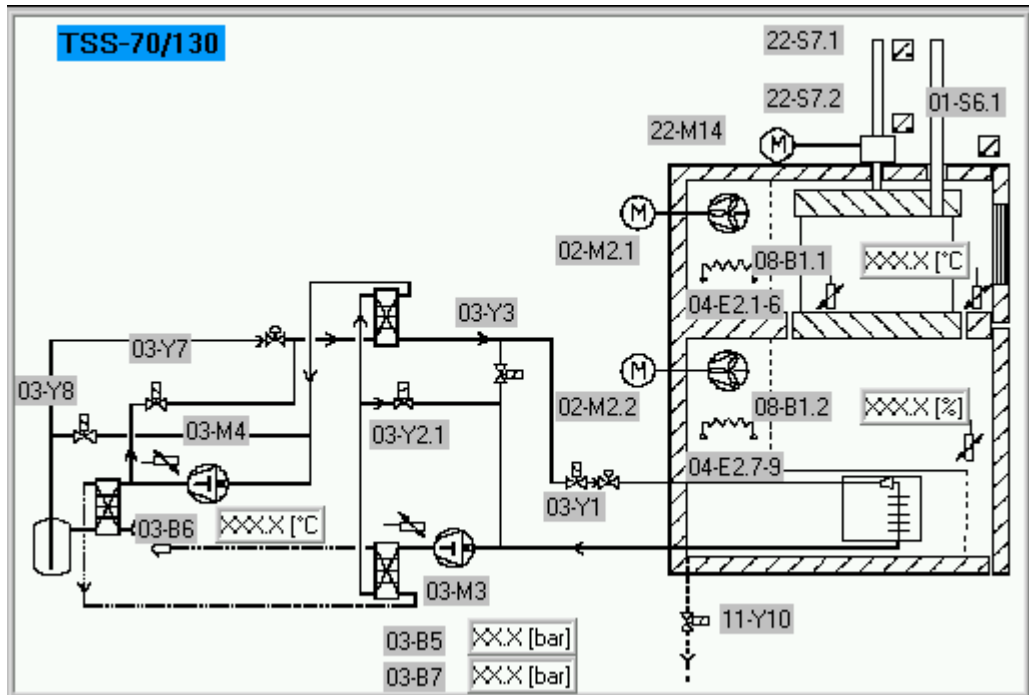 TSS-70/130
22-S7.1
22-S7.2
01-S6.1
22-M14
M
M
02-M2.1
08-B1.1
XXX.X [°C
04-E2.1-6
03-Y3
03-Y7
03-Y8
M
02-M2.2
08-B1.2
XXX.X [%]
03-M4
03-Y2.1
04-E2.7-9
03-Y1
03-B6
XXX.X [°C
03-M3
11-Y10
03-B5
XX.X [bar]
03-B7
XX.X [bar]